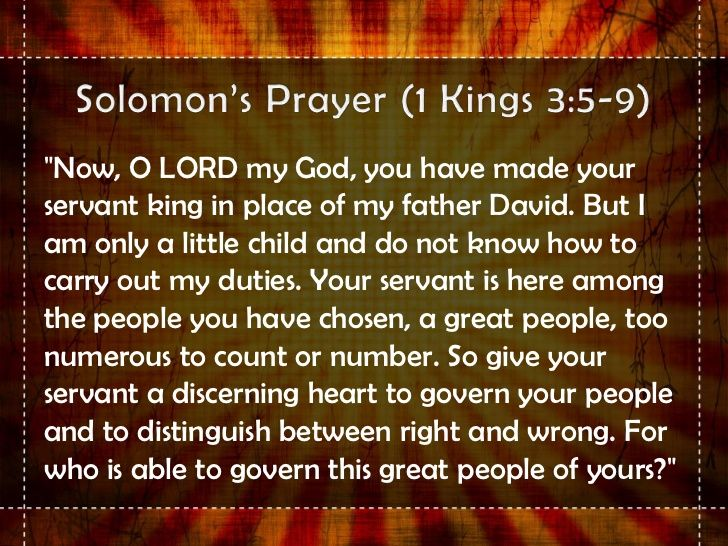 Solomon’s Prayer (1 Kings 3:5-9)
"Now, O LORD my God, you have made your
servant king in place of my father David. But I
am only a little child and do not know how to
carry out my duties. Your servant is here among
the people you have chosen, a great people, too
numerous to count or number. So give your
servant a discerning heart to govern your people
and to distinguish between right and wrong. For
who is able to govern this great people of yours?"